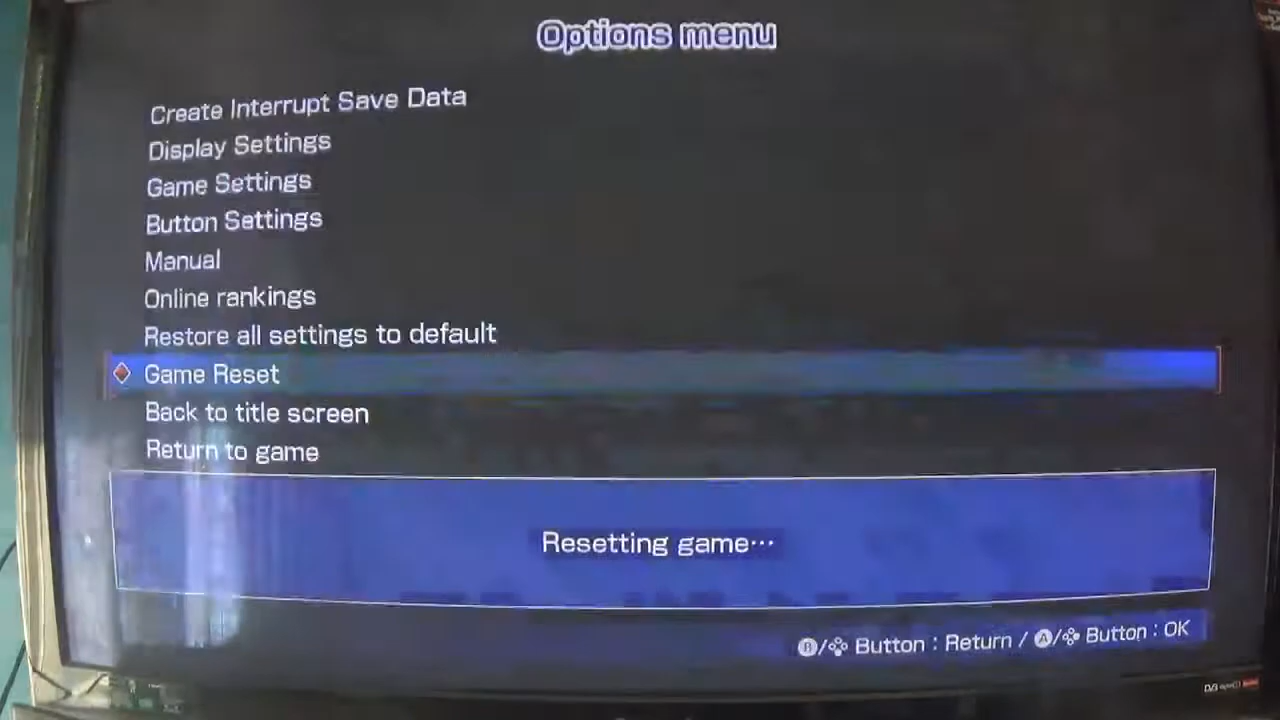 Options menu
Create Interrupt Save Data
Display Settings
Game Settings
Button Settings
Manual
Online rankings
Restore all settings to default
Game Reset
Back to title screen
Return to game
Resetting game…
B/ Button : Return / A/ Button : OK